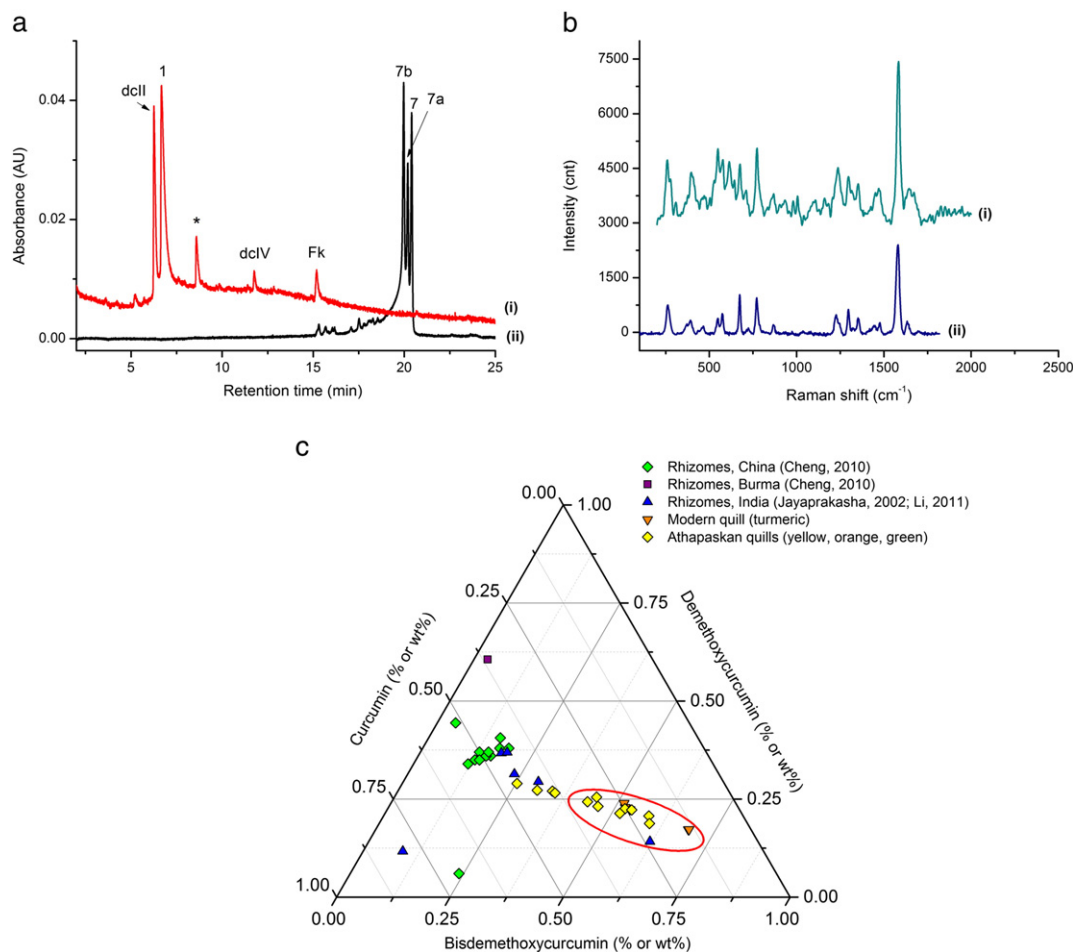 a
Absorbance (AU)
0.04
0.02
0.00
dcII
1
*
dcIV
Fk
7b
7
7a
(i)
(ii)
5
10
15
20
25
Retention time (min)
b
Intensity (cnt)
7500
6000
4500
3000
1500
0
(i)
(ii)
500
1000
1500
2000
2500
Raman shift (cm⁻¹)
c
Rhizomes, China (Cheng, 2010)
Rhizomes, Burma (Cheng, 2010)
Rhizomes, India (Jayaprakasha, 2002; Li, 2011)
Modern quill (turmeric)
Athapaskan quills (yellow, orange, green)
0.00
0.25
0.50
0.75
1.00
Curcumin (% or wt%)
1.00
0.75
0.50
0.25
0.00
Demethoxycurcumin (% or wt%)
0.00
0.25
0.50
0.75
1.00
Bisdemethoxycurcumin (% or wt%)